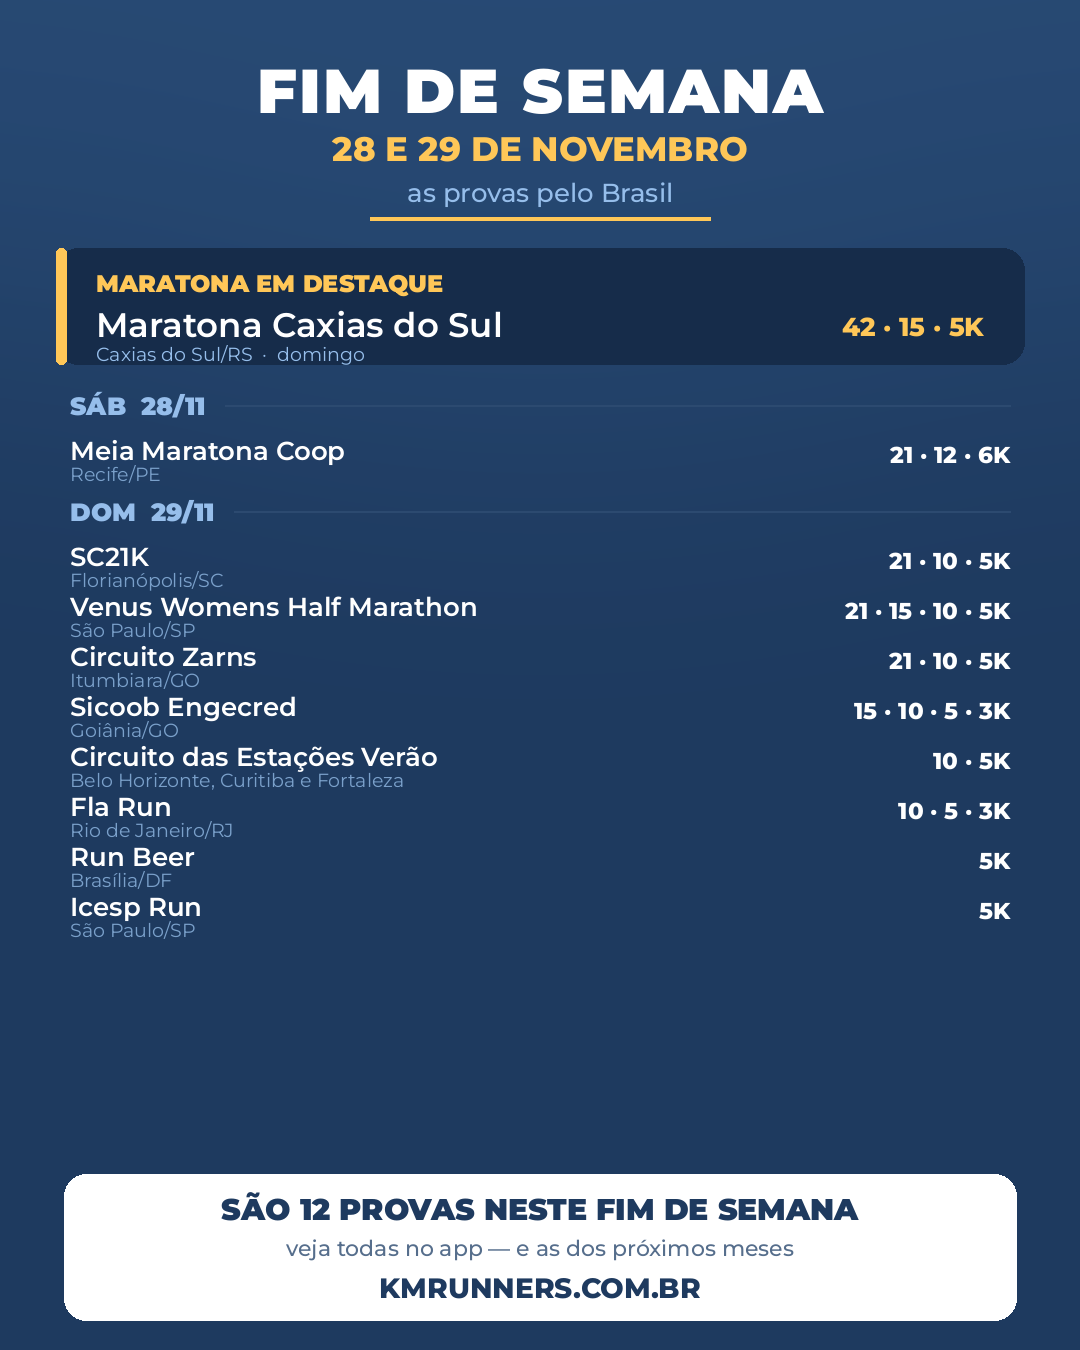 FIM DE SEMANA
28 E 29 DE NOVEMBRO
as provas pelo Brasil
MARATONA EM DESTAQUE
Maratona Caxias do Sul 42 • 15 • 5K
Caxias do Sul/RS · domingo
SÁB 28/11
Meia Maratona Coop 21 • 12 • 6K
Recife/PE
DOM 29/11
SC21K 21 • 10 • 5K
Florianópolis/SC
Venus Womens Half Marathon 21 • 15 • 10 • 5K
São Paulo/SP
Circuito Zarns 21 • 10 • 5K
Itumbiara/GO
Sicoob Engecred 15 • 10 • 5 • 3K
Goiânia/GO
Circuito das Estações Verão 10 • 5K
Belo Horizonte, Curitiba e Fortaleza
Fla Run 10 • 5 • 3K
Rio de Janeiro/RJ
Run Beer 5K
Brasília/DF
Icesp Run 5K
São Paulo/SP
SÃO 12 PROVAS NESTE FIM DE SEMANA
veja todas no app — e as dos próximos meses
KMRUNNERS.COM.BR